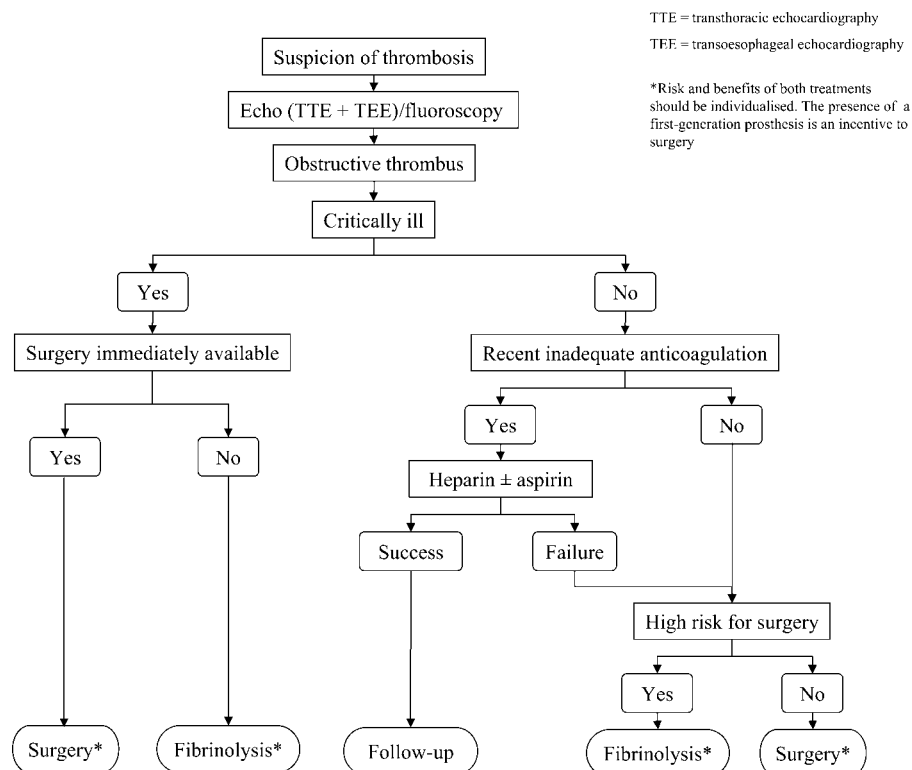 TTE = transthoracic echocardiography
TEE = transoesophageal echocardiography
*Risk and benefits of both treatments
should be individualised. The presence of a
first-generation prosthesis is an incentive to
surgery
Suspicion of thrombosis
Echo (TTE + TEE)/fluoroscopy
Obstructive thrombus
Critically ill
Yes
No
Surgery immediately available
Recent inadequate anticoagulation
Yes
No
Yes
No
Heparin ± aspirin
Success
Failure
High risk for surgery
Yes
No
Surgery*
Fibrinolysis*
Follow-up
Fibrinolysis*
Surgery*